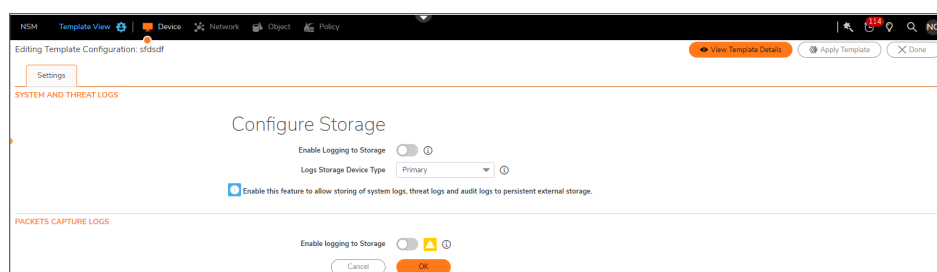 NSM Template View Device Network Object Policy 114 NO
Editing Template Configuration: sfdsdf View Template Details Apply Template Done
Settings
SYSTEM AND THREAT LOGS
Configure Storage
Enable Logging to Storage
Logs Storage Device Type Primary
Enable this feature to allow storing of system logs, threat logs and audit logs to persistent external storage.
PACKETS CAPTURE LOGS
Enable logging to Storage
Cancel OK